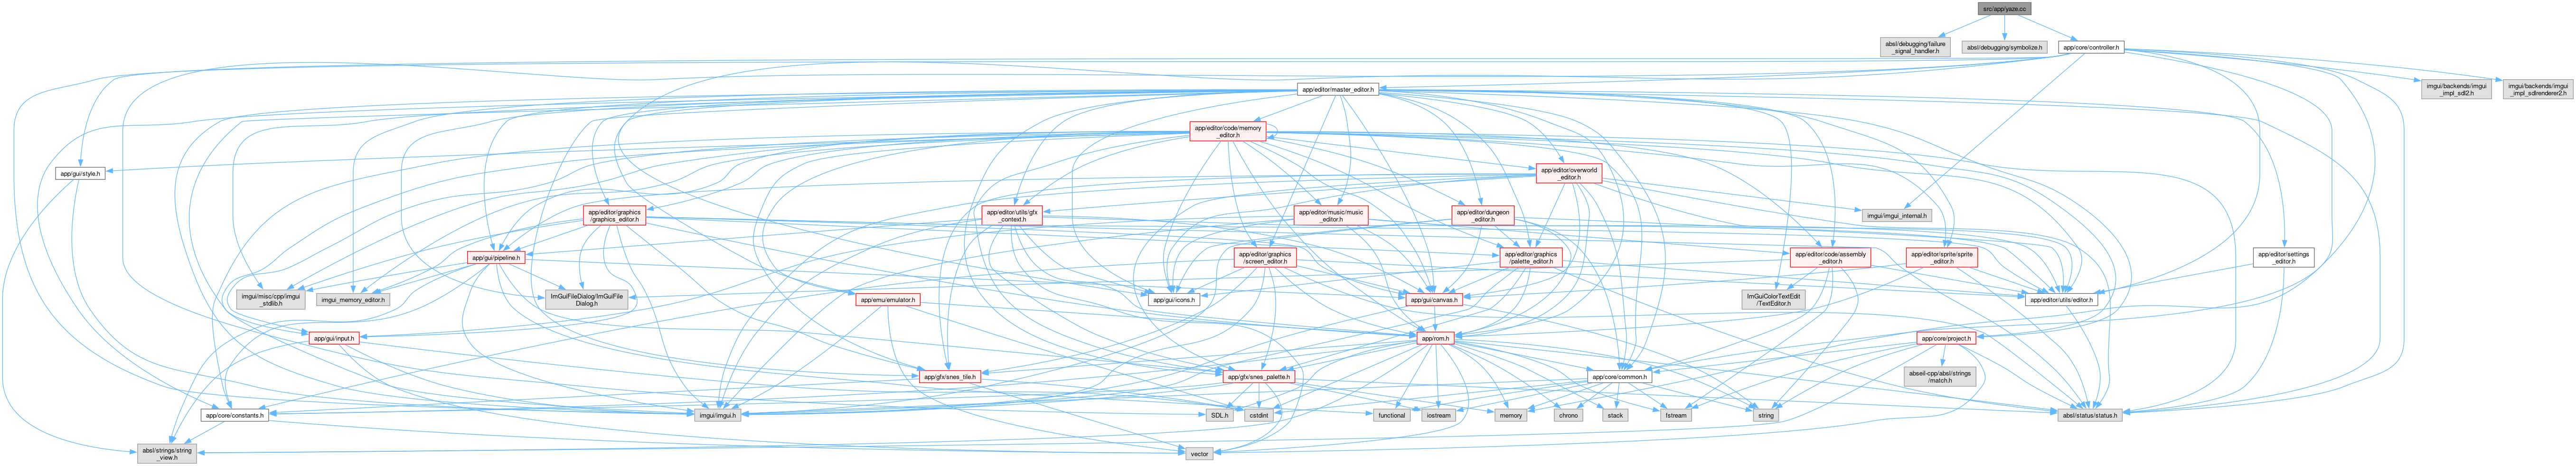 src/app/yaze.cc
absl/debugging/failure
_signal_handler.h
absl/debugging/symbolize.h
app/core/controller.h
app/editor/master_editor.h
imgui/backends/imgui
_impl_sdl2.h
imgui/backends/imgui
_impl_sdlrenderer2.h
app/editor/code/memory
_editor.h
app/gui/style.h
app/editor/overworld
_editor.h
app/editor/graphics
/graphics_editor.h
app/editor/utils/gfx
_context.h
app/editor/music/music
_editor.h
app/editor/dungeon
_editor.h
imgui/imgui_internal.h
app/gui/pipeline.h
app/editor/graphics
/screen_editor.h
app/editor/graphics
/palette_editor.h
app/editor/code/assembly
_editor.h
app/editor/sprite/sprite
_editor.h
app/editor/settings
_editor.h
imgui/misc/cpp/imgui
_stdlib.h
imgui_memory_editor.h
ImGuiFileDialog/ImGuiFile
Dialog.h
app/emu/emulator.h
app/gui/icons.h
app/gui/canvas.h
ImGuiColorTextEdit
/TextEditor.h
app/editor/utils/editor.h
app/gui/input.h
app/rom.h
app/core/project.h
app/gfx/snes_tile.h
app/gfx/snes_palette.h
app/core/common.h
abseil-cpp/absl/strings
/match.h
app/core/constants.h
imgui/imgui.h
SDL.h
cstdint
functional
iostream
memory
chrono
stack
fstream
string
absl/status/status.h
absl/strings/string
_view.h
vector